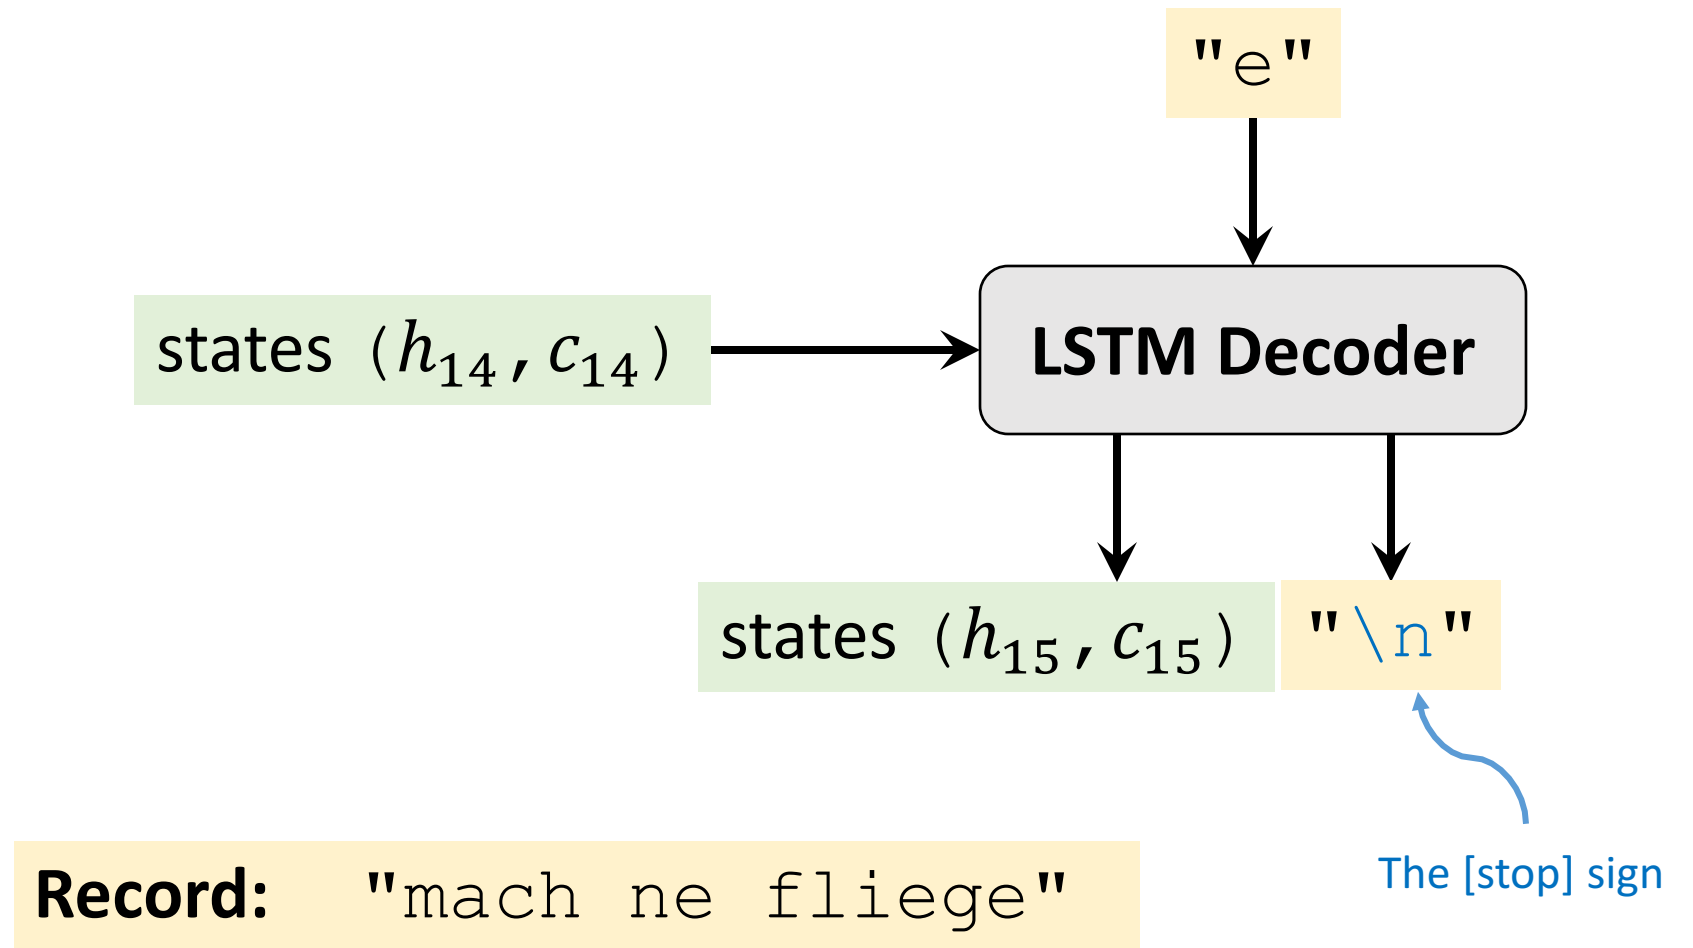 "e"
states (h₁₄, c₁₄)
LSTM Decoder
states (h₁₅, c₁₅)
"\n"
The [stop] sign
Record: "mach ne fliege"